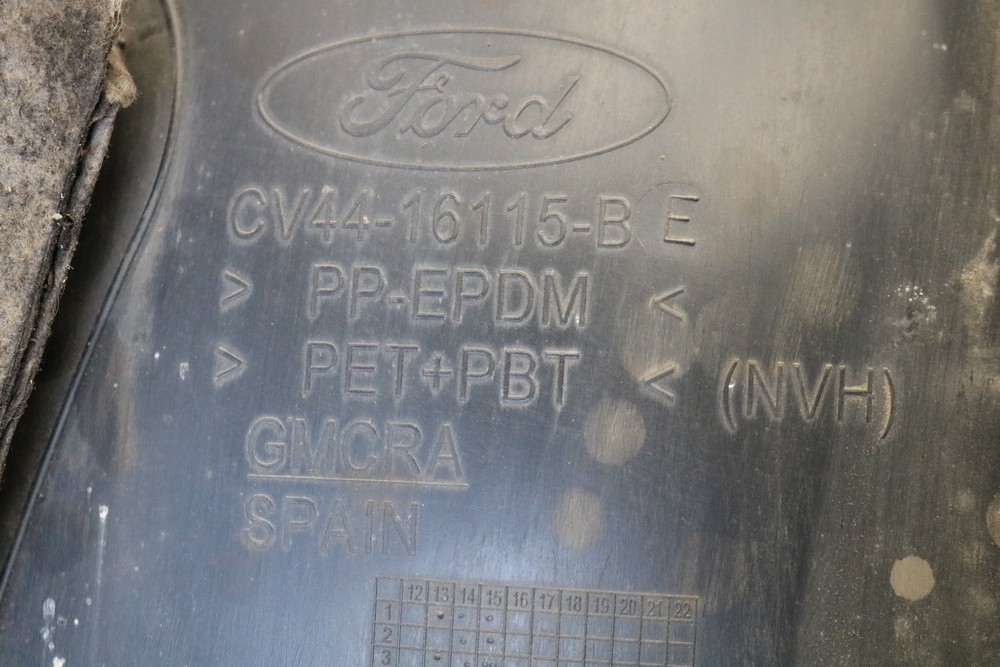 Ford
CV44-16115-B E
> PP-EPDM <
> PET+PBT < (NVH)
GMCRA
SPAIN
12 13 14 15 16 17 18 19 20 21 22
1
2
3